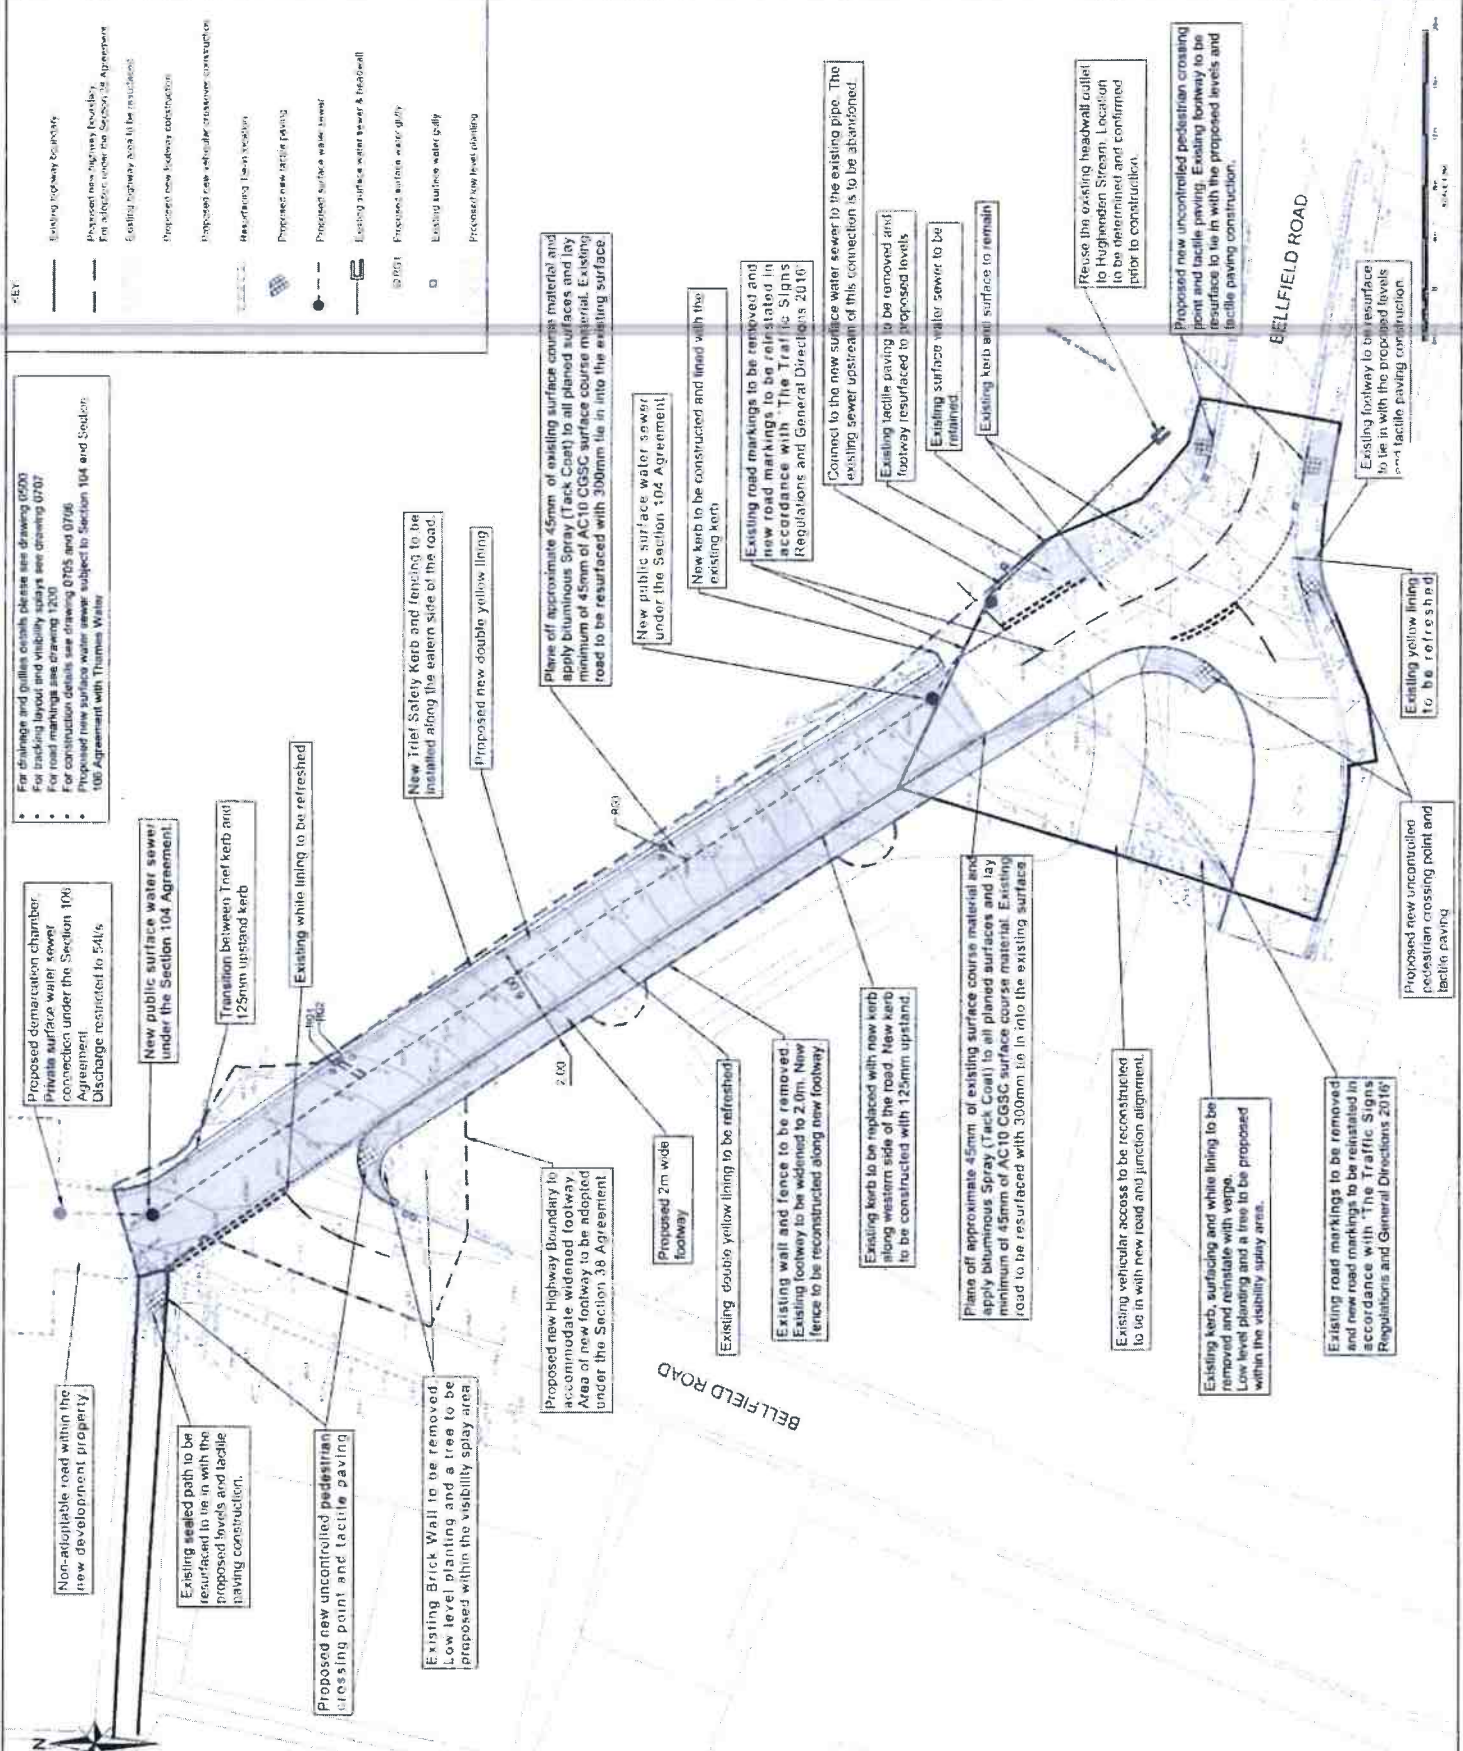 KEY:
Existing highway boundary
Proposed new highway boundary
For adoption under the Section 38 Agreement
Existing highway area to be resurfaced
Proposed new footway construction
Proposed new vehicular crossover construction
Resurfacing Tie-in location
Proposed new tactile paving
Proposed surface water sewer
Existing surface water sewer & headwall
RG1
Proposed surface water gully
Existing surface water gully
Proposed low level planting
• For drainage and gullies details please see drawing 0500
• For tracking layout and visibility splays see drawing 0707
• For road markings see drawing 1200
• For construction details see drawing 0705 and 0706
• Proposed new surface water sewer subject to Section 104 and Section
106 Agreement with Thames Water
Proposed demarcation chamber.
Private surface water sewer
connection under the Section 106
Agreement
Discharge restricted to 54l/s
New public surface water sewer
under the Section 104 Agreement.
Transition between Trief kerb and
125mm upstand kerb
Existing while lining to be refreshed
New Trief Safety Kerb and fencing to be
installed along the eatern side of the road.
Proposed new double yellow lining
Plane off approximate 45mm of existing surface course material and
apply bituminous Spray (Tack Coat) to all planed surfaces and lay
minimum of 45mm of AC10 CGSC surface course material. Existing
road to be resurfaced with 300mm tie in into the existing surface
New public surface water sewer
under the Section 104 Agreement
New kerb to be constructed and lined with the
existing kerb
Existing road markings to be removed and
new road markings to be reinstated in
accordance with 'The Traffic Signs
Regulations and General Directions 2016'
Connect to the new surface water sewer to the existing pipe. The
existing sewer upstream of this connection is to be abandoned.
Existing tactile paving to be removed and
footway resurfaced to proposed levels
Existing surface water sewer to be
retained.
Existing kerb and surface to remain
Reuse the existing headwall outlet
to Hughenden Stream. Location
to be determined and confirmed
prior to construction.
Proposed new uncontrolled pedestrian crossing
point and tactile paving. Existing footway to be
resurface to tie in with the proposed levels and
tactile paving construction.
BELLFIELD ROAD
Existing footway to be resurface
to tie in with the proposed levels
and tactile paving construction
Existing yellow lining
to be refreshed
Proposed new uncontrolled
pedestrian crossing point and
tactile paving
RG1
RG2
RG3
6.00
2.00
Non-adoptable road within the
new development property.
Existing sealed path to be
resurfaced to tie in with the
proposed levels and tactile
paving construction.
Proposed new uncontrolled pedestrian
crossing point and tactile paving
Existing Brick Wall to be removed
Low level planting and a tree to be
proposed within the visibility splay area
Proposed new Highway Boundary to
accommodate widened footway.
Area of new footway to be adopted
under the Section 38 Agreement
Proposed 2m wide
footway
BELLFIELD ROAD
Existing double yellow lining to be refreshed
Existing wall and fence to be removed.
Existing footway to be widened to 2.0m. New
fence to be reconstructed along new footway
Existing kerb to be replaced with new kerb
along western side of the road. New kerb
to be constructed with 125mm upstand.
Plane off approximate 45mm of existing surface course material and
apply bituminous Spray (Tack Coat) to all planed surfaces and lay
minimum of 45mm of AC10 CGSC surface course material. Existing
road to be resurfaced with 300mm tie in into the existing surface
Existing vehicular access to be reconstructed
to tie in with new road and junction alignment.
Existing kerb, surfacing and white lining to be
removed and reinstate with verge.
Low level planting and a tree to be proposed
within the visibility splay area.
Existing road markings to be removed
and new road markings to be reinstated in
accordance with 'The Traffic Signs
Regulations and General Directions 2016'
N